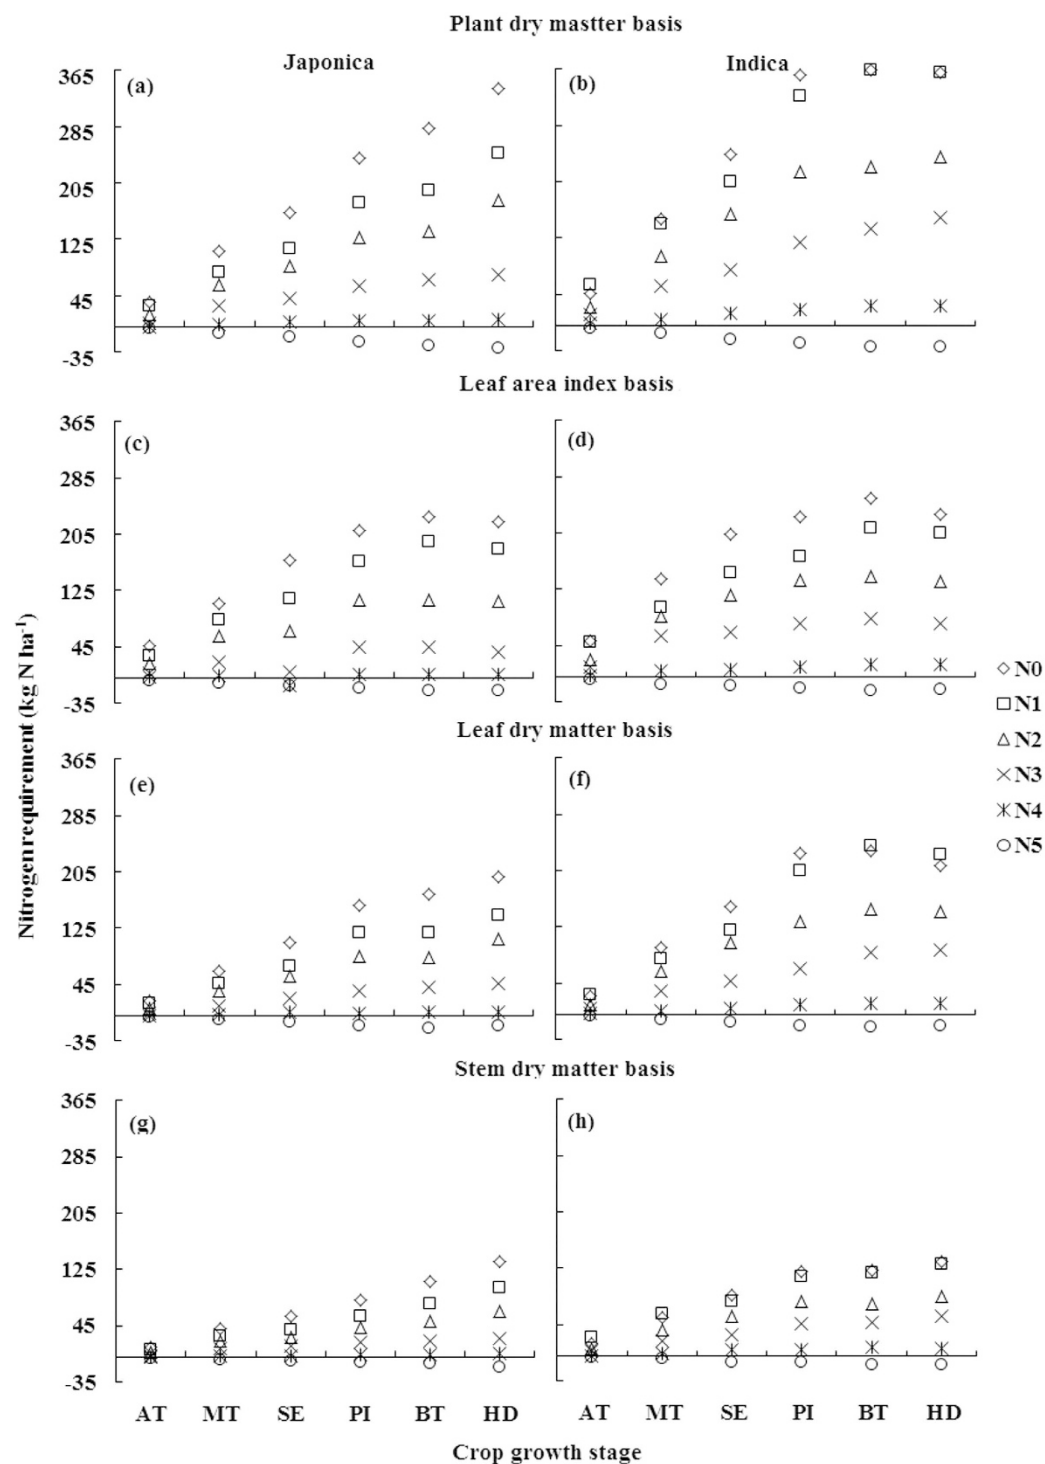 Plant dry mastter basis
Japonica
Indica
(a)
(b)
365
285
205
125
45
-35
Leaf area index basis
(c)
(d)
365
285
205
125
45
-35
Leaf dry matter basis
(e)
(f)
365
285
205
125
45
-35
Stem dry matter basis
(g)
(h)
365
285
205
125
45
-35
Nitrogen requirement (kg N ha⁻¹)
N0
N1
N2
N3
N4
N5
AT MT SE PI BT HD AT MT SE PI BT HD
Crop growth stage